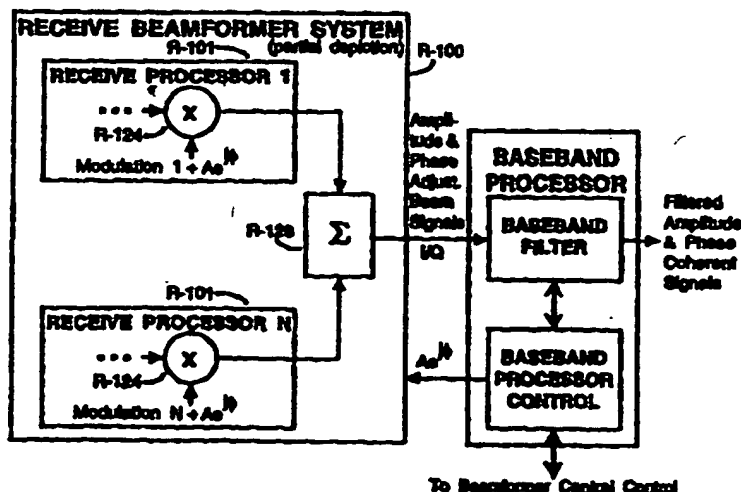 RECEIVE BEAMFORMER SYSTEM
(partial depiction)
R-101
R-100
RECEIVE PROCESSOR 1
... X
R-124
Modulation 1 + Ae^jϕ
Ampli-
tude &
Phase
Adjust.
Beam
Signals
I/Q
R-126
Σ
BASEBAND
PROCESSOR
BASEBAND
FILTER
Filtered
Amplitude
& Phase
Coherent
Signals
R-101
RECEIVE PROCESSOR N
... X
R-124
Modulation N + Ae^jϕ
Ae^jϕ
BASEBAND
PROCESSOR
CONTROL
To Beamformer Central Control